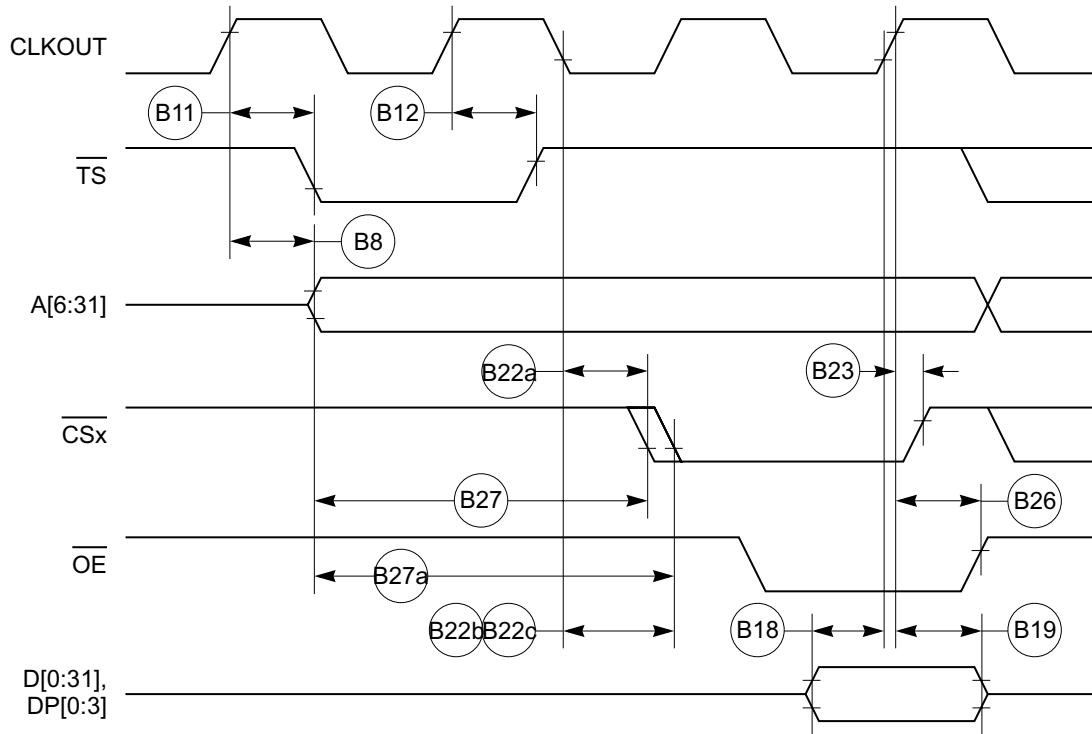 CLKOUT
B11
B12
TS
B8
A[6:31]
B22a
B23
CSx
B27
B26
OE
B27a
B22b B22c
B18
B19
D[0:31],
DP[0:3]